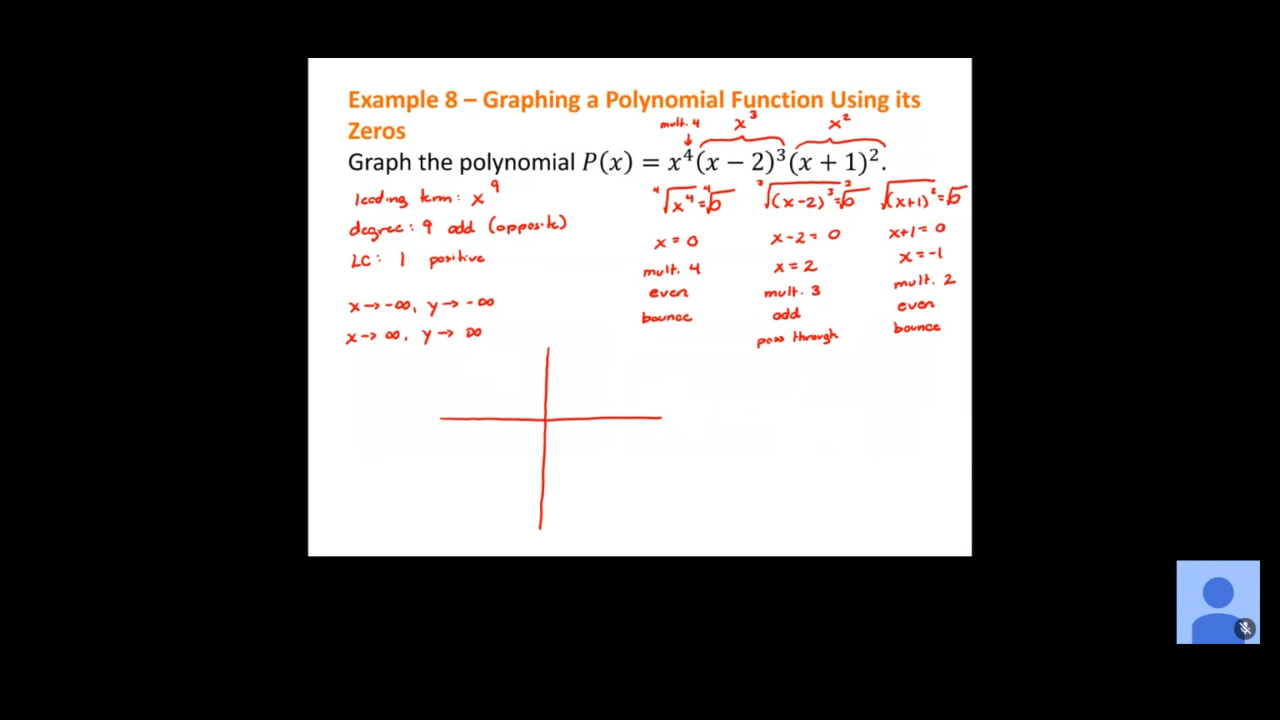 Example 8 – Graphing a Polynomial Function Using its
Zeros
mult. 4 x³ x²
Graph the polynomial P(x) = x⁴(x − 2)³(x + 1)².
leading term: x⁹
degree: 9 odd (opposite)
LC: 1 positive
x→ -∞, y→ -∞
x→ ∞, y→ ∞
⁴√x⁴ = ⁴√0
x = 0
mult. 4
even
bounce
³√(x-2)³ = ³√0
x-2 = 0
x = 2
mult. 3
odd
pass through
√(x+1)² = √0
x+1 = 0
x = -1
mult. 2
even
bounce